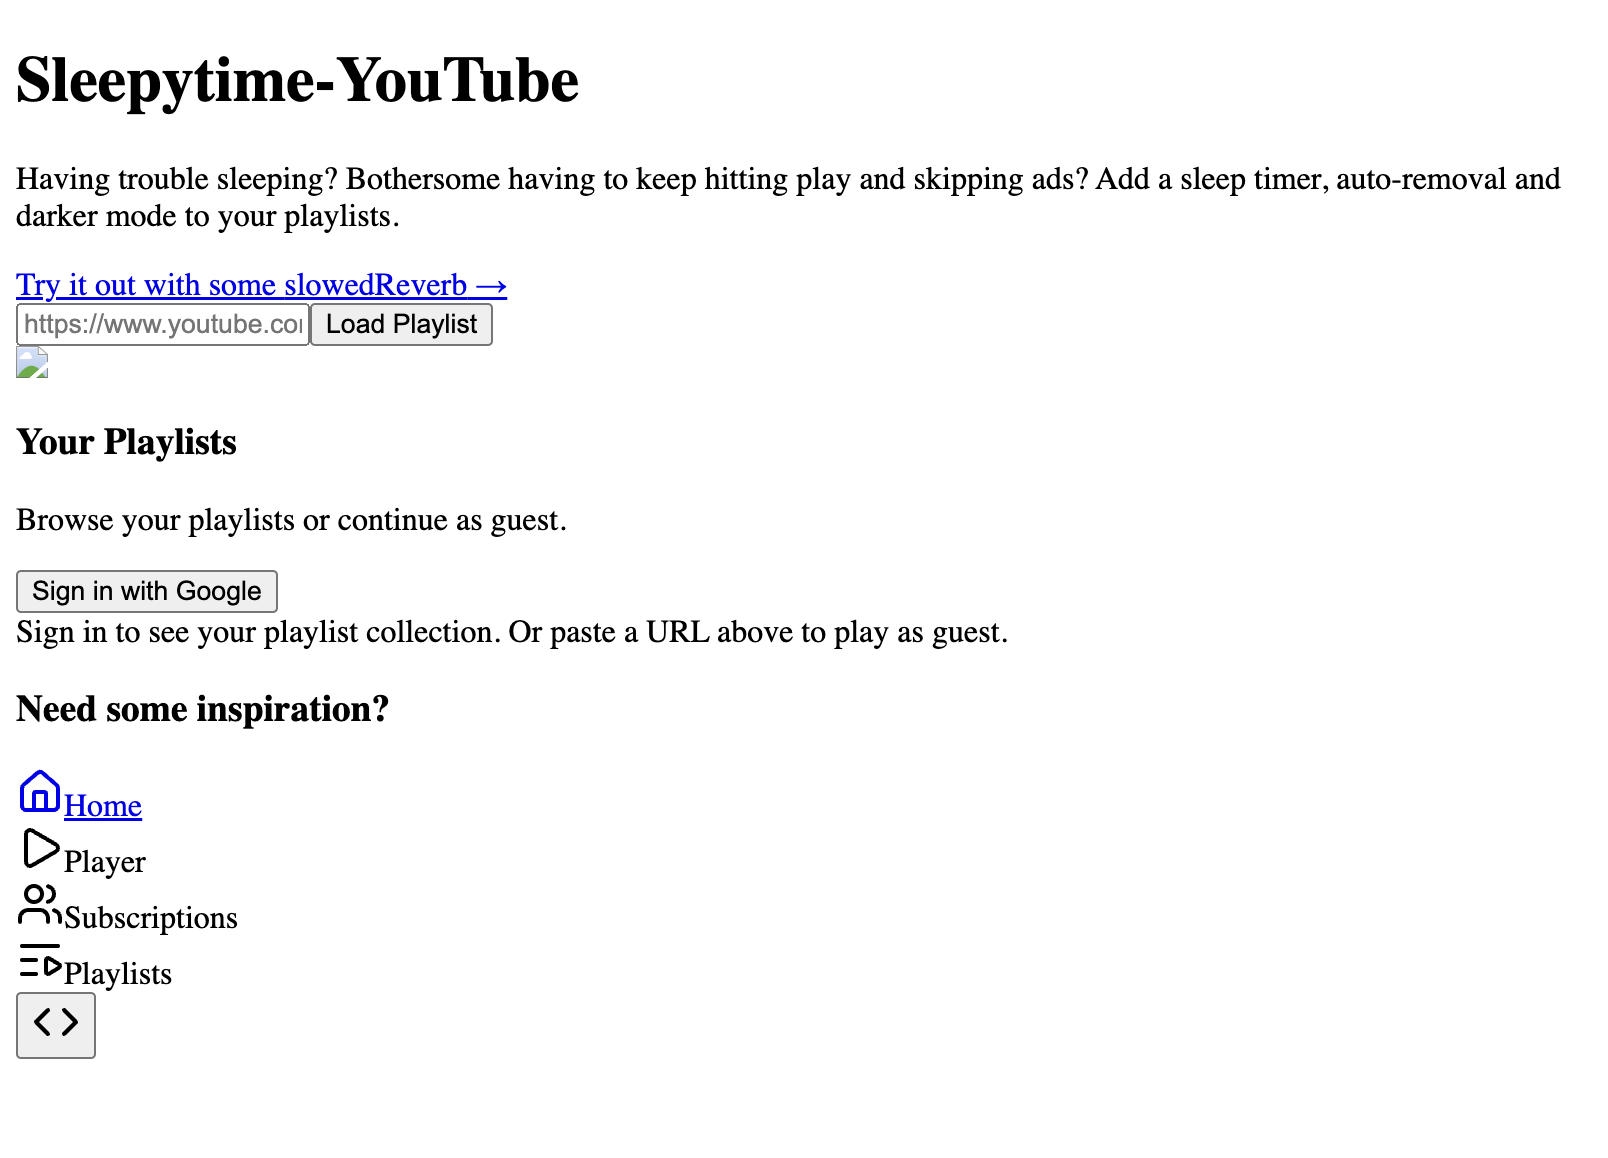 Sleepytime-YouTube
Having trouble sleeping? Bothersome having to keep hitting play and skipping ads? Add a sleep timer, auto-removal and
darker mode to your playlists.
Try it out with some slowedReverb →
https://www.youtube.co
Load Playlist
Your Playlists
Browse your playlists or continue as guest.
Sign in with Google
Sign in to see your playlist collection. Or paste a URL above to play as guest.
Need some inspiration?
Home
Player
Subscriptions
Playlists